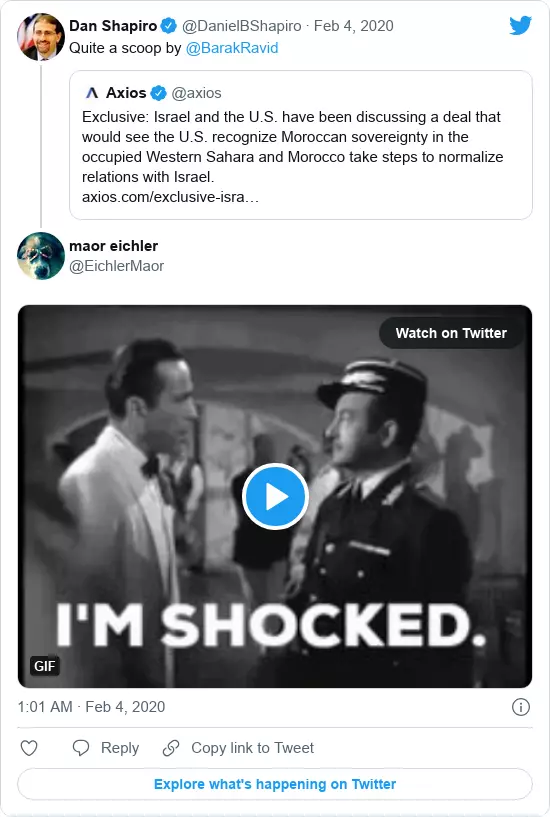 Dan Shapiro @DanielBShapiro · Feb 4, 2020
Quite a scoop by @BarakRavid
Axios @axios
Exclusive: Israel and the U.S. have been discussing a deal that
would see the U.S. recognize Moroccan sovereignty in the
occupied Western Sahara and Morocco take steps to normalize
relations with Israel.
axios.com/exclusive-isra…
maor eichler
@EichlerMaor
Watch on Twitter
I'M SHOCKED.
GIF
1:01 AM · Feb 4, 2020
Reply
Copy link to Tweet
Explore what's happening on Twitter